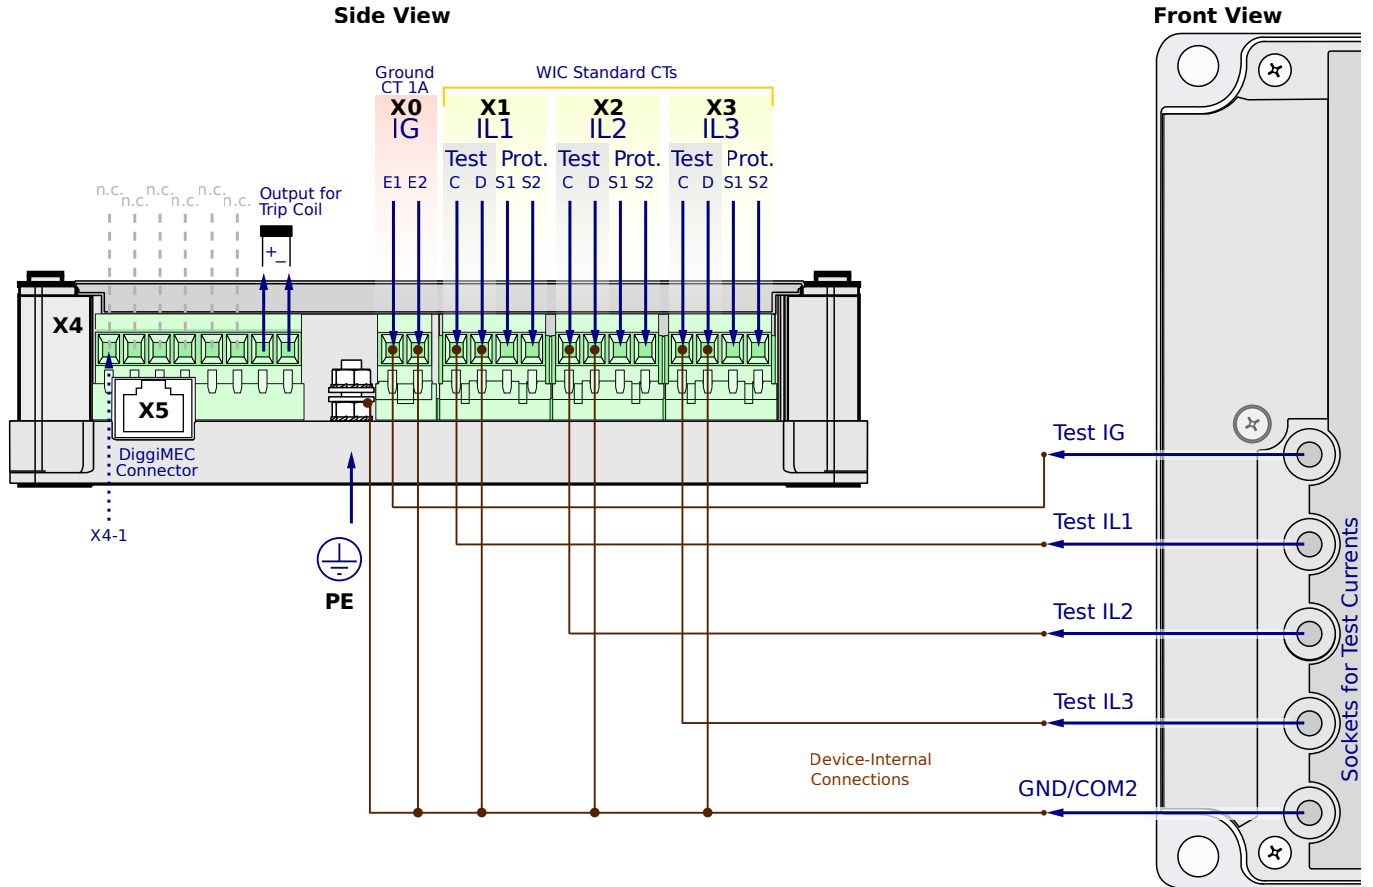 Side View
Front View
Ground
CT 1A
WIC Standard CTs
X0
X1
X2
X3
IG
IL1
IL2
IL3
Test Prot.
Test Prot.
Test Prot.
E1 E2
C D S1 S2
C D S1 S2
C D S1 S2
n.c. n.c. n.c. n.c. n.c. n.c.
Output for
Trip Coil
+ –
X4
X5
DiggiMEC
Connector
X4-1
PE
Test IG
Test IL1
Test IL2
Test IL3
GND/COM2
Device-Internal
Connections
Sockets for Test Currents